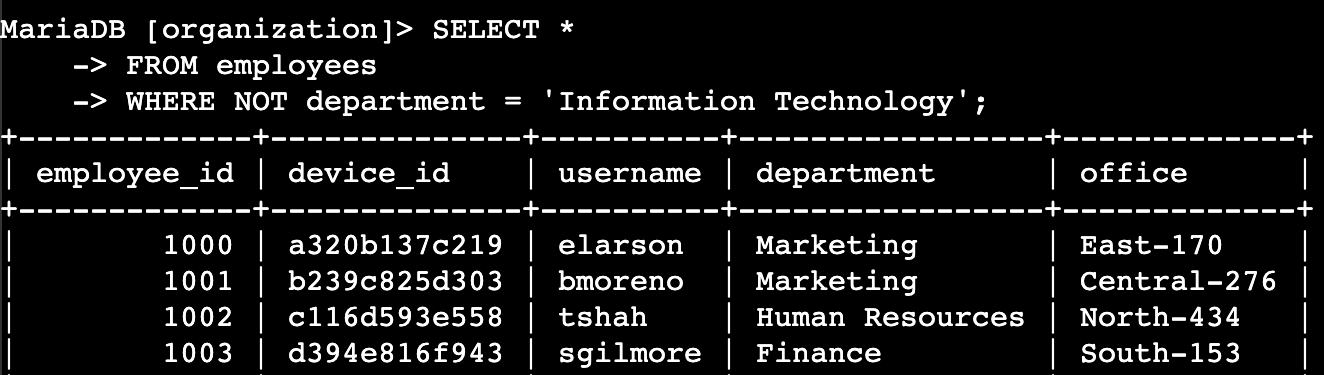 MariaDB [organization]> SELECT *
    -> FROM employees
    -> WHERE NOT department = 'Information Technology';
+-------------+--------------+----------+-----------------+-------------+
| employee_id | device_id    | username | department      | office      |
+-------------+--------------+----------+-----------------+-------------+
|        1000 | a320b137c219 | elarson  | Marketing       | East-170    |
|        1001 | b239c825d303 | bmoreno  | Marketing       | Central-276 |
|        1002 | c116d593e558 | tshah    | Human Resources | North-434   |
|        1003 | d394e816f943 | sgilmore | Finance         | South-153   |